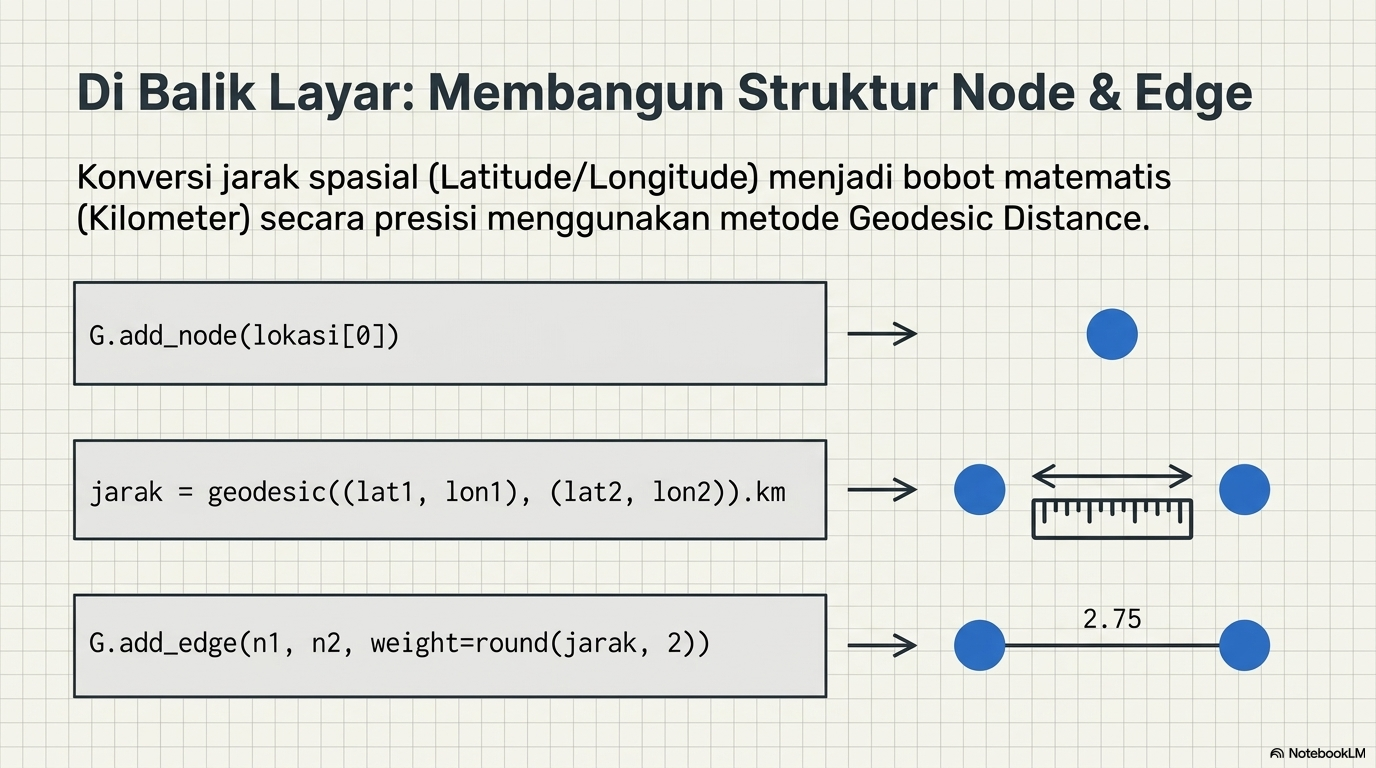 Di Balik Layar: Membangun Struktur Node & Edge
Konversi jarak spasial (Latitude/Longitude) menjadi bobot matematis
(Kilometer) secara presisi menggunakan metode Geodesic Distance.
G.add_node(lokasi[0])
jarak = geodesic((lat1, lon1), (lat2, lon2)).km
G.add_edge(n1, n2, weight=round(jarak, 2))
2.75
NotebookLM